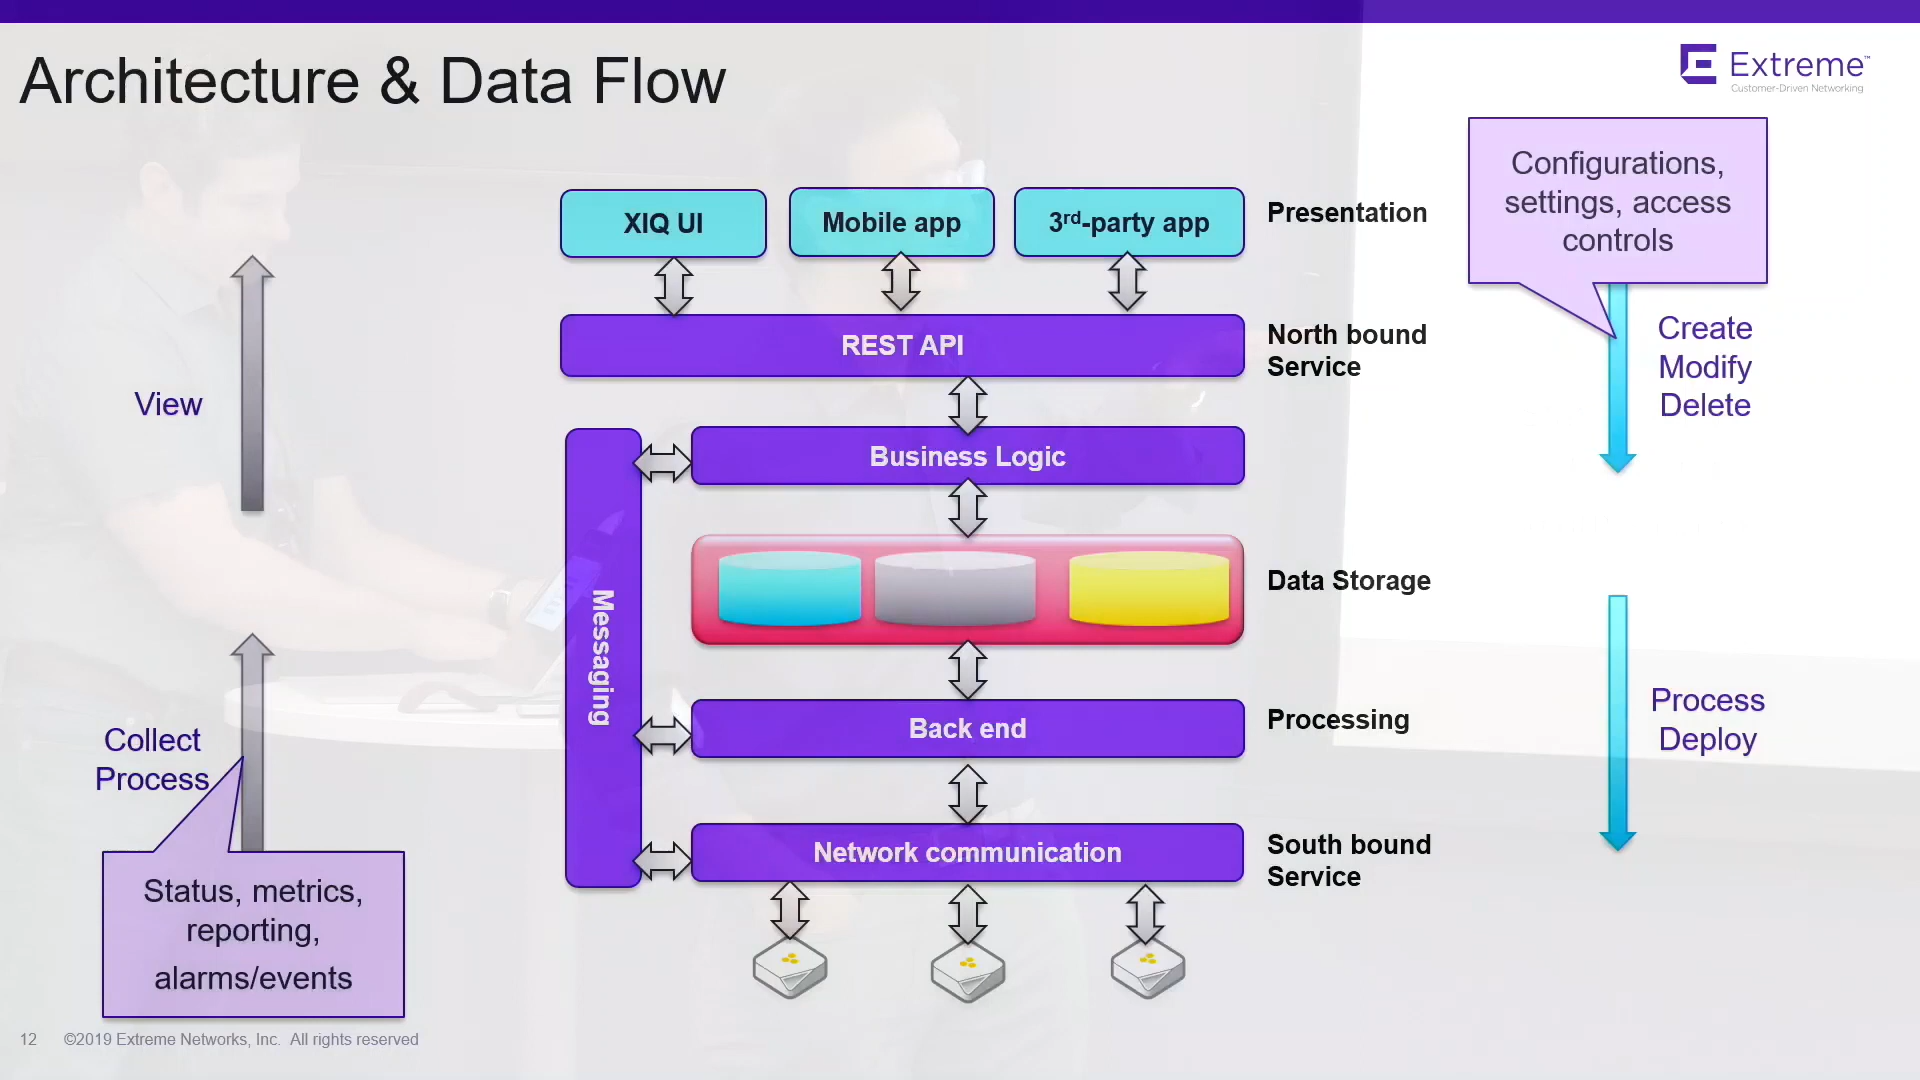 Architecture & Data Flow
Extreme™
Customer-Driven Networking
Configurations,
settings, access
controls
XIQ UI
Mobile app
3rd-party app
Presentation
REST API
North bound
Service
Create
Modify
Delete
View
Business Logic
Messaging
Data Storage
Back end
Processing
Process
Deploy
Collect
Process
Network communication
South bound
Service
Status, metrics,
reporting,
alarms/events
12 ©2019 Extreme Networks, Inc. All rights reserved